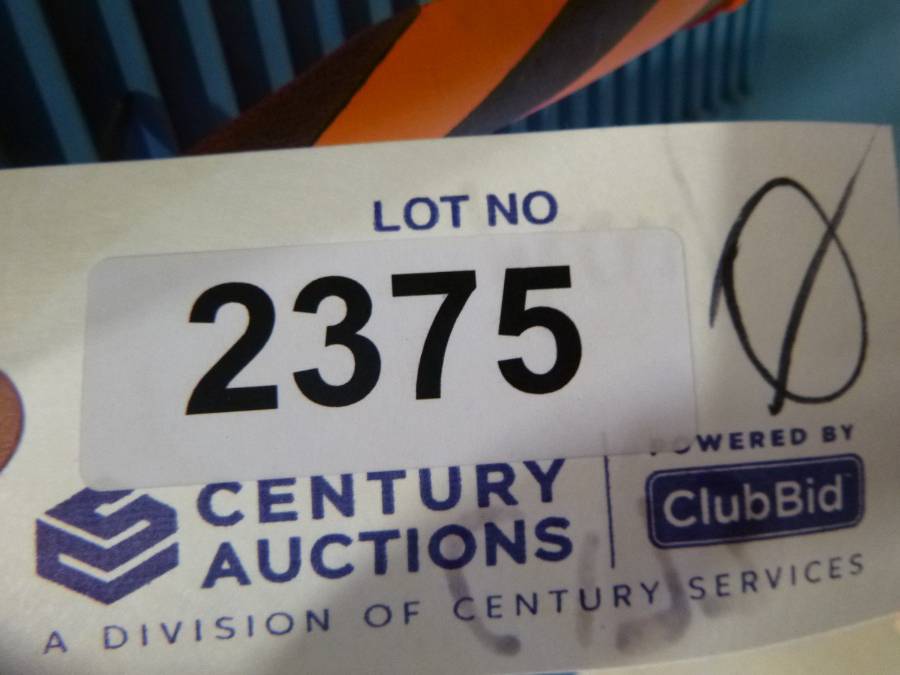 LOT NO
2375
CENTURY
AUCTIONS
POWERED BY
ClubBid
A DIVISION OF CENTURY SERVICES